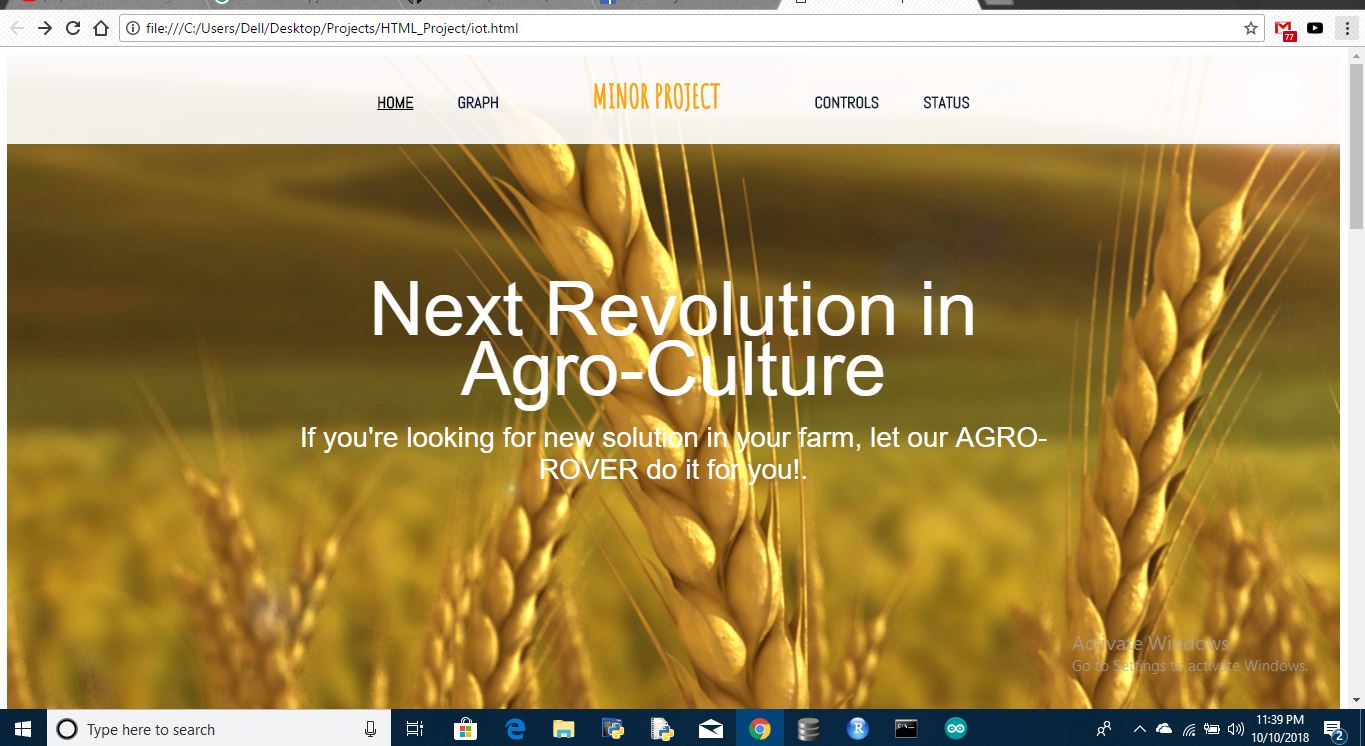 file:///C:/Users/Dell/Desktop/Projects/HTML_Project/iot.html
77
HOME
GRAPH
MINOR PROJECT
CONTROLS
STATUS
Next Revolution in
Agro-Culture
If you're looking for new solution in your farm, let our AGRO-
ROVER do it for you!.
Activate Windows
Go to Settings to activate Windows.
Type here to search
R
11:39 PM
10/10/2018
2